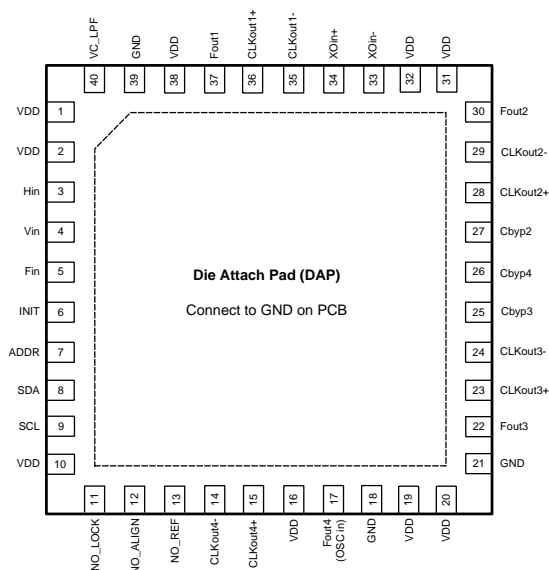 VC_LPF
GND
VDD
Fout1
CLKout1+
CLKout1-
XOin+
XOin-
VDD
VDD
40
39
38
37
36
35
34
33
32
31
VDD 1
VDD 2
Hin 3
Vin 4
Fin 5
INIT 6
ADDR 7
SDA 8
SCL 9
VDD 10
Die Attach Pad (DAP)
Connect to GND on PCB
30 Fout2
29 CLKout2-
28 CLKout2+
27 Cbyp2
26 Cbyp4
25 Cbyp3
24 CLKout3-
23 CLKout3+
22 Fout3
21 GND
11
12
13
14
15
16
17
18
19
20
NO_LOCK
NO_ALIGN
NO_REF
CLKout4-
CLKout4+
VDD
Fout4
(OSC in)
GND
VDD
VDD